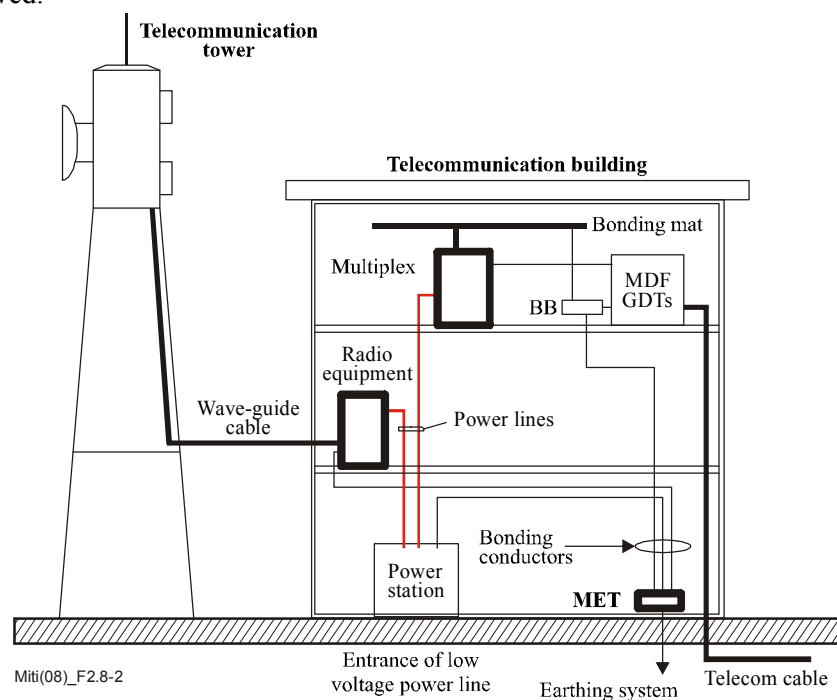 Telecommunication
tower
Telecommunication building
Bonding mat
Multiplex
MDF
GDTs
BB
Radio
equipment
Wave-guide
cable
Power lines
Bonding
conductors
Power
station
MET
Entrance of low
voltage power line
Earthing system
Telecom cable
Miti(08)_F2.8-2